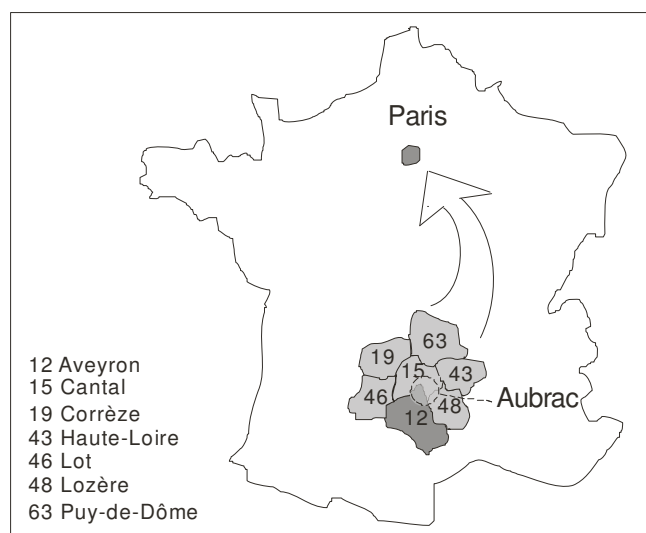 Paris
63
19
15
43
46
12
48
Aubrac
12 Aveyron
15 Cantal
19 Corrèze
43 Haute-Loire
46 Lot
48 Lozère
63 Puy-de-Dôme